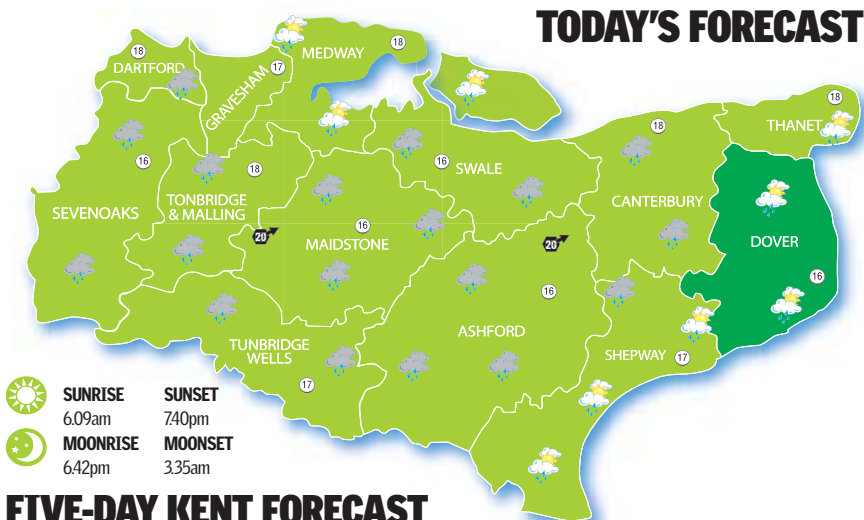 TODAY'S FORECAST
18
MEDWAY
18
DARTFORD
17
GRAVESHAM
18
THANET
18
16
SEVENOAKS
18
TONBRIDGE
& MALLING
16
SWALE
CANTERBURY
20
16
MAIDSTONE
20
DOVER
16
16
ASHFORD
TUNBRIDGE
WELLS
17
SHEPWAY
17
SUNRISE SUNSET
6.09am 7.40pm
MOONRISE MOONSET
6.42pm 3.35am
FIVE-DAY KENT FORECAST